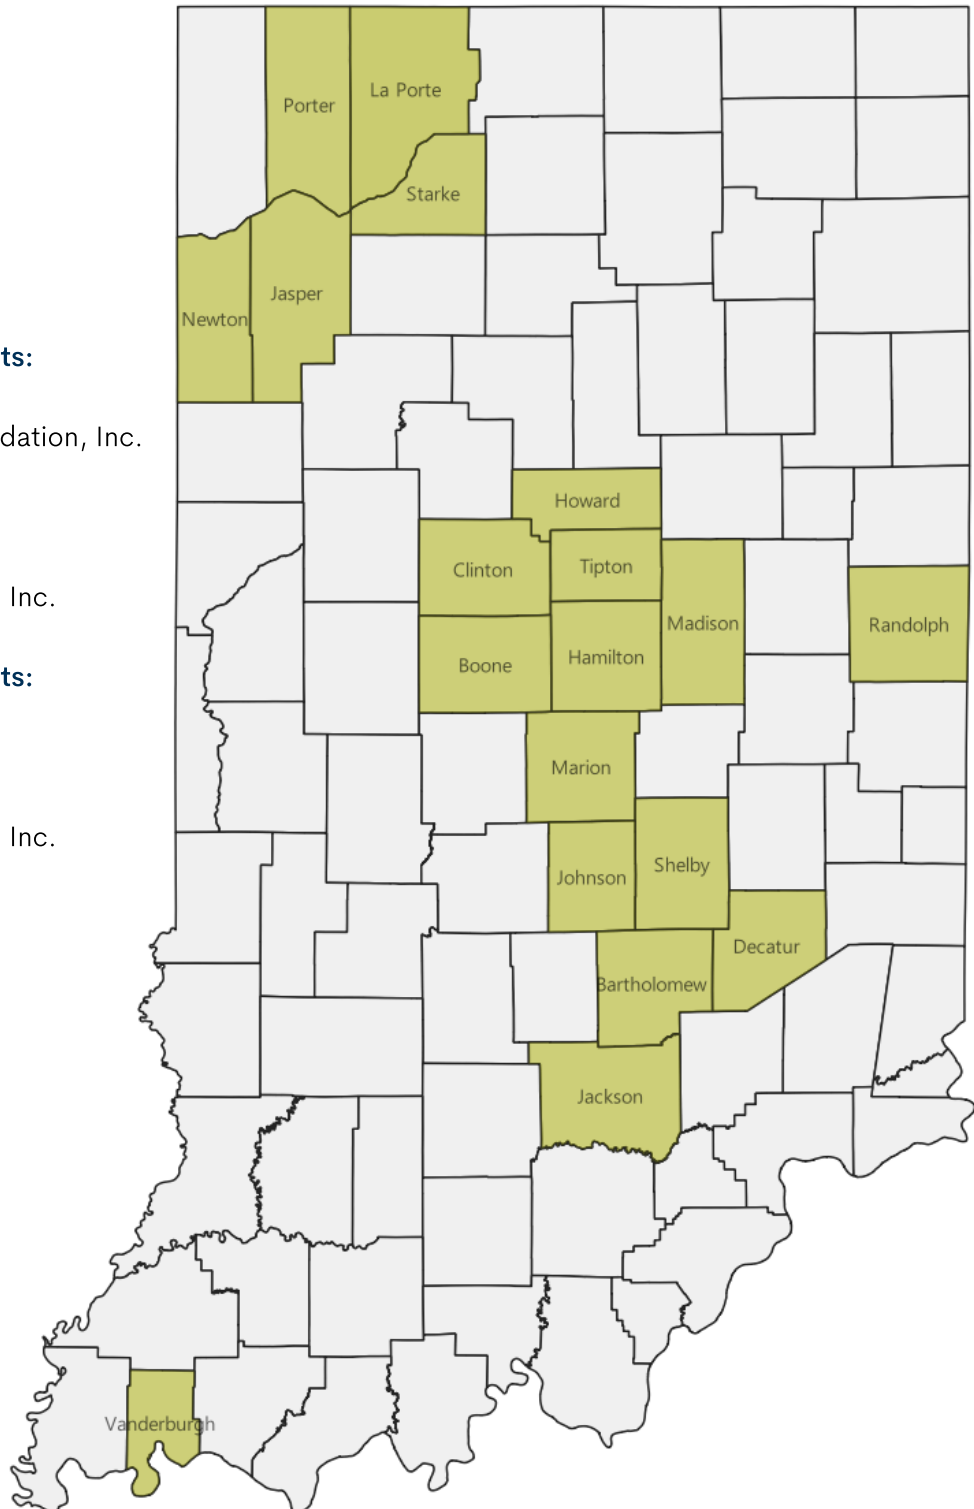 La Porte
Porter
Starke
Jasper
Newton
ts:
dation, Inc.
Howard
Clinton
Tipton
Inc.
Madison
Randolph
Hamilton
Boone
ts:
Marion
Inc.
Shelby
Johnson
Decatur
Bartholomew
Jackson
Vanderburgh